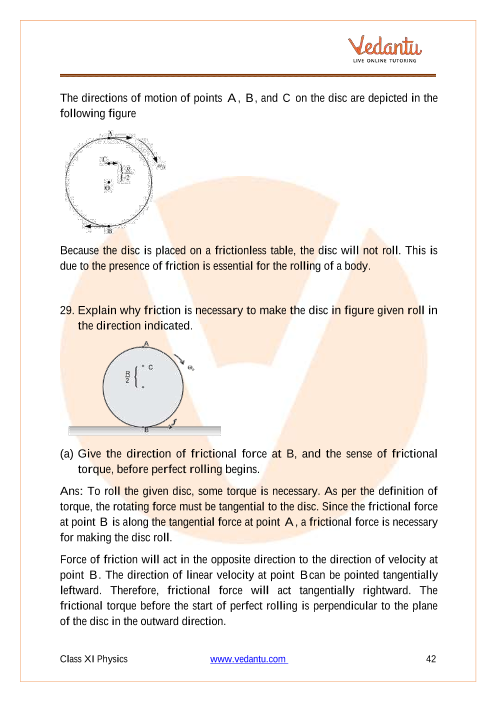 Vedantu
LIVE ONLINE TUTORING
The directions of motion of points A, B, and C on the disc are depicted in the
following figure
A
C
R
2
O
ω₀
B
Because the disc is placed on a frictionless table, the disc will not roll. This is
due to the presence of friction is essential for the rolling of a body.
29. Explain why friction is necessary to make the disc in figure given roll in
the direction indicated.
A
C
R
2
ω₀
f
B
(a) Give the direction of frictional force at B, and the sense of frictional
torque, before perfect rolling begins.
Ans: To roll the given disc, some torque is necessary. As per the definition of
torque, the rotating force must be tangential to the disc. Since the frictional force
at point B is along the tangential force at point A, a frictional force is necessary
for making the disc roll.
Force of friction will act in the opposite direction to the direction of velocity at
point B. The direction of linear velocity at point Bcan be pointed tangentially
leftward. Therefore, frictional force will act tangentially rightward. The
frictional torque before the start of perfect rolling is perpendicular to the plane
of the disc in the outward direction.
Class XI Physics www.vedantu.com 42